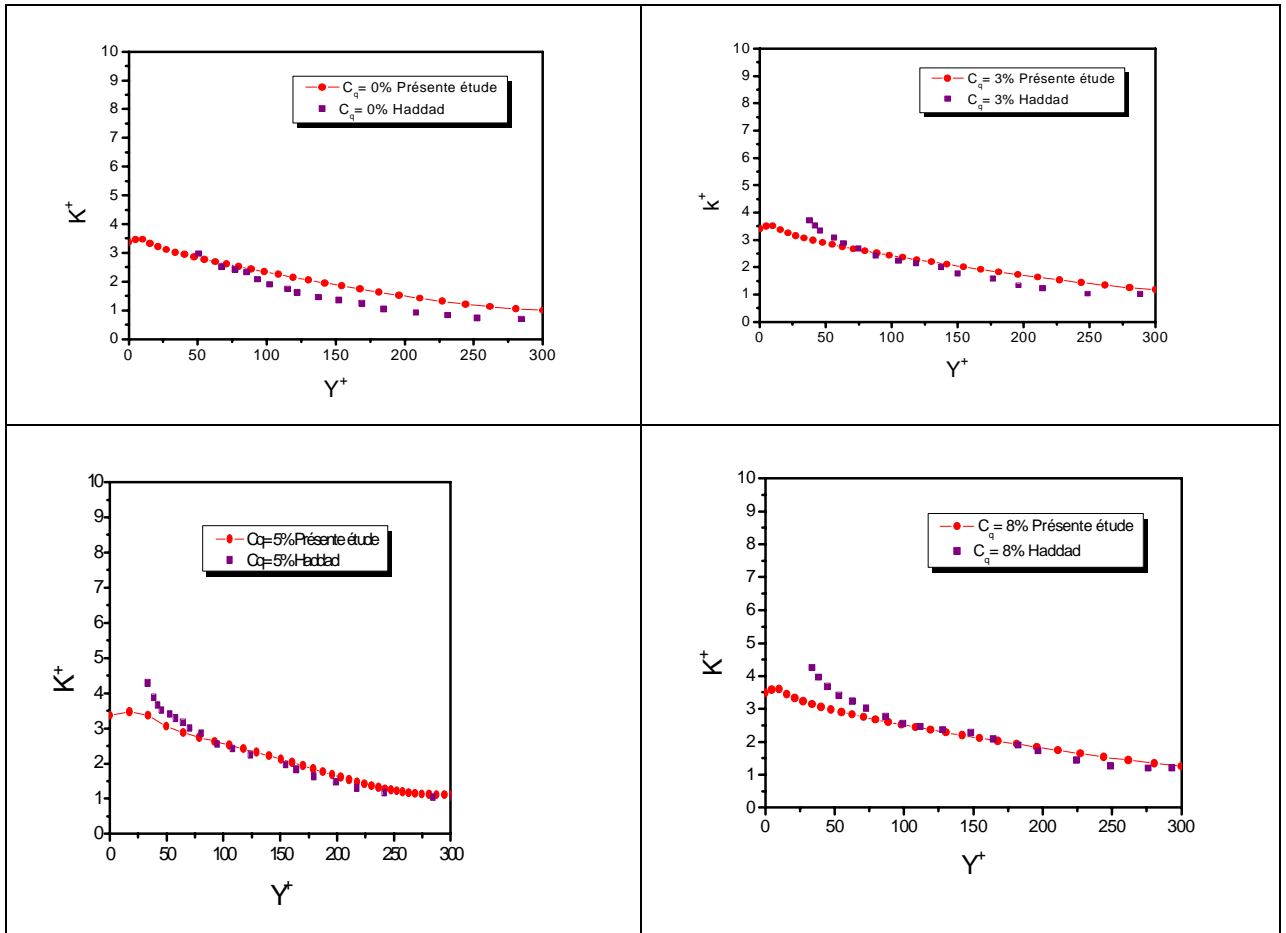 10
9
8
7
6
5
4
3
2
1
0
K+
Cq= 0% Présente étude
Cq= 0% Haddad
0 50 100 150 200 250 300
Y+
10
9
8
7
6
5
4
3
2
1
0
k+
Cq= 3% Présente étude
Cq= 3% Haddad
0 50 100 150 200 250 300
Y+
10
9
8
7
6
5
4
3
2
1
0
K+
Cq=5%Présente étude
Cq=5%Haddad
0 50 100 150 200 250 300
Y+
10
9
8
7
6
5
4
3
2
1
0
K+
Cq= 8% Présente étude
Cq= 8% Haddad
0 50 100 150 200 250 300
Y+